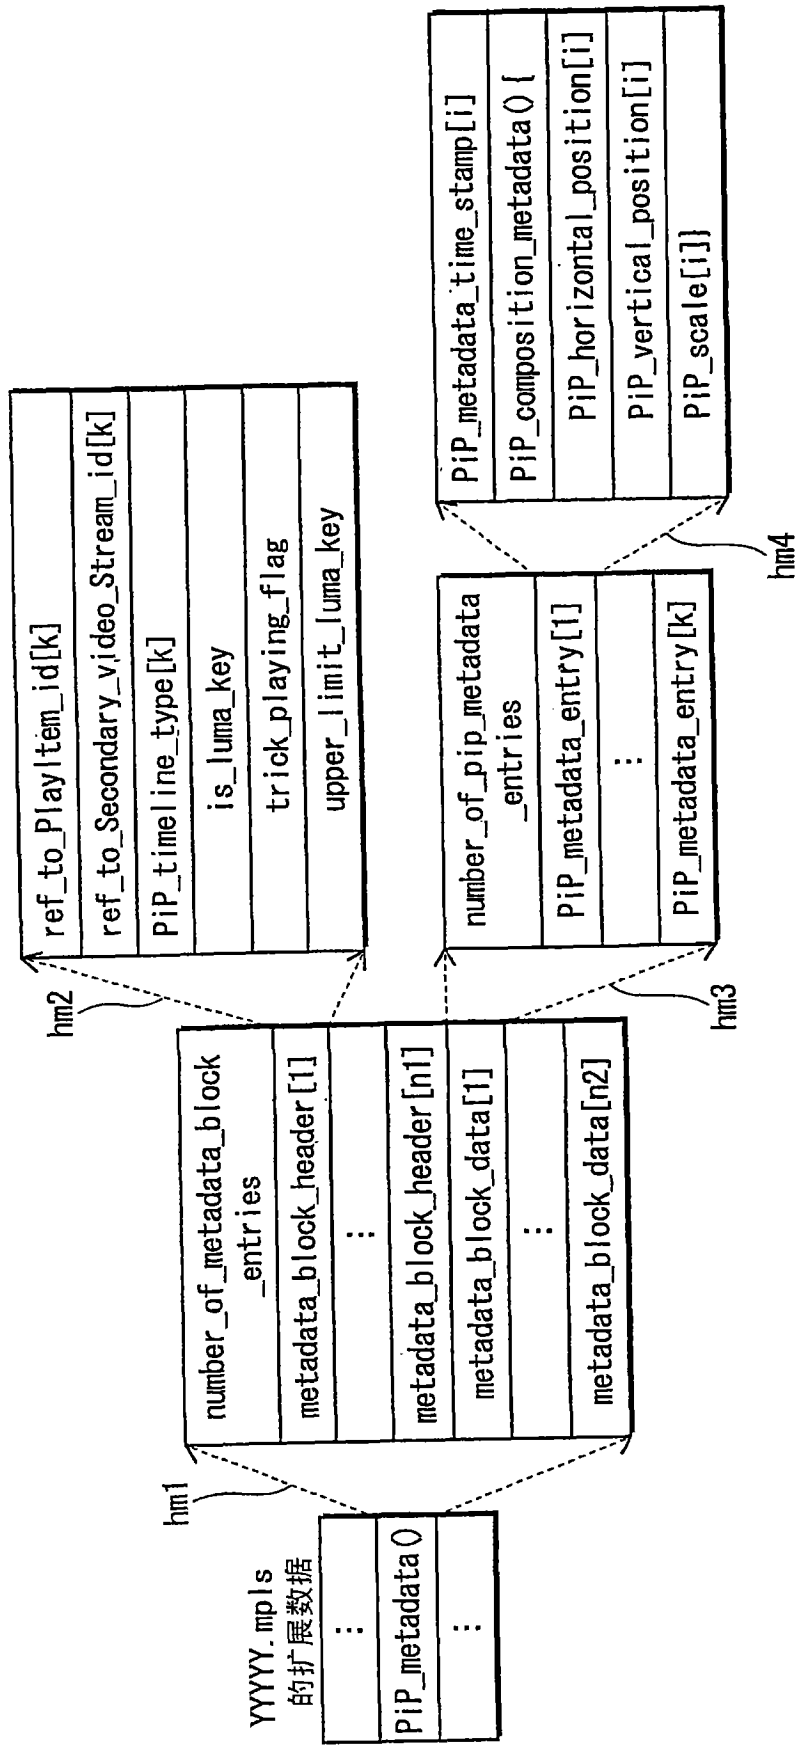 YYYYY.mpls
的扩展数据
⋮
PiP_metadata()
⋮
hm1
number_of_metadata_block
_entries
metadata_block_header[1]
⋮
metadata_block_header[n1]
metadata_block_data[1]
⋮
metadata_block_data[n2]
hm2
ref_to_PlayItem_id[k]
ref_to_Secondary_video_Stream_id[k]
PiP_timeline_type[k]
is_luma_key
trick_playing_flag
upper_limit_luma_key
hm3
number_of_pip_metadata
_entries
PiP_metadata_entry[1]
⋮
PiP_metadata_entry[k]
hm4
PiP_metadata_time_stamp[i]
PiP_composition_metadata() {
PiP_horizontal_position[i]
PiP_vertical_position[i]
PiP_scale[i]}